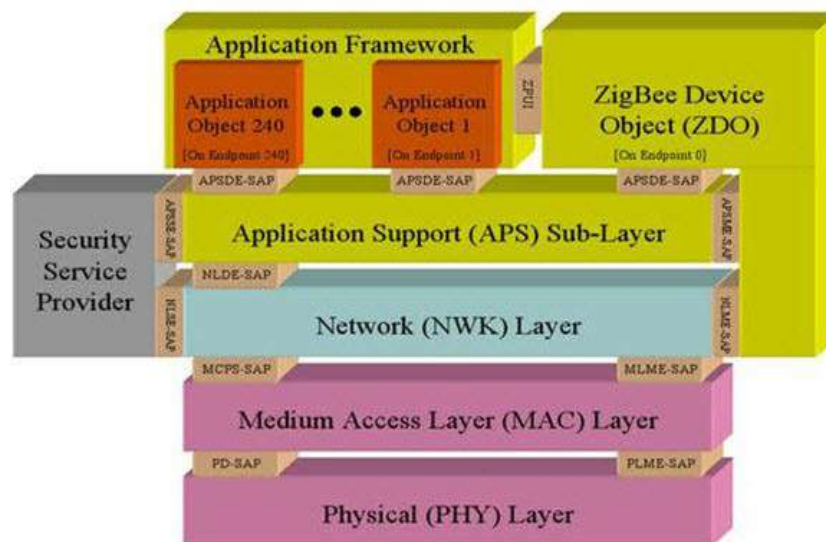 Application Framework
Application
Object 240
[On Endpoint 240]
•••
Application
Object 1
[On Endpoint 1]
ZPUI
ZigBee Device
Object (ZDO)
[On Endpoint 0]
APSDE-SAP
APSDE-SAP
APSDE-SAP
Security
Service
Provider
APSSE-SAP
Application Support (APS) Sub-Layer
APSME-SAP
NLDE-SAP
NLSE-SAP
Network (NWK) Layer
NLME-SAP
MCPS-SAP
MLME-SAP
Medium Access Layer (MAC) Layer
PD-SAP
PLME-SAP
Physical (PHY) Layer